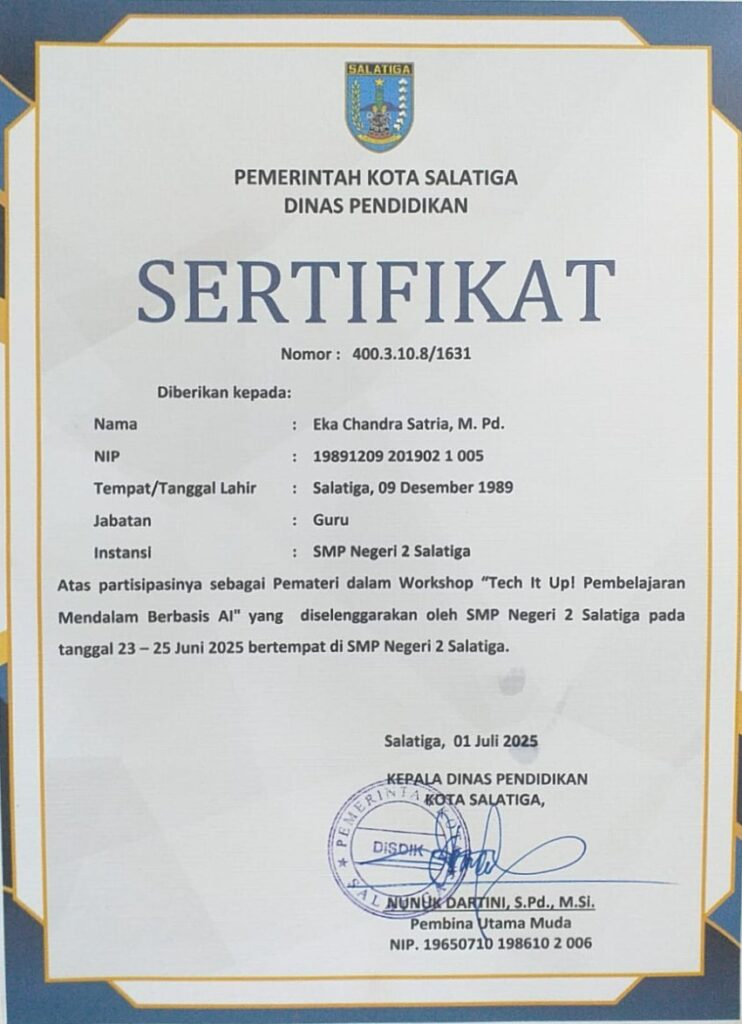 SALATIGA
PEMERINTAH KOTA SALATIGA
DINAS PENDIDIKAN
SERTIFIKAT
Nomor : 400.3.10.8/1631
Diberikan kepada:
Nama : Eka Chandra Satria, M. Pd.
NIP : 19891209 201902 1 005
Tempat/Tanggal Lahir : Salatiga, 09 Desember 1989
Jabatan : Guru
Instansi : SMP Negeri 2 Salatiga
Atas partisipasinya sebagai Pemateri dalam Workshop “Tech It Up! Pembelajaran
Mendalam Berbasis AI" yang diselenggarakan oleh SMP Negeri 2 Salatiga pada
tanggal 23 – 25 Juni 2025 bertempat di SMP Negeri 2 Salatiga.
Salatiga, 01 Juli 2025
KEPALA DINAS PENDIDIKAN
KOTA SALATIGA,
PEMERINTAH KOTA
DISDIK
SALATIGA
NUNUK DARTINI, S.Pd., M.Si.
Pembina Utama Muda
NIP. 19650710 198610 2 006